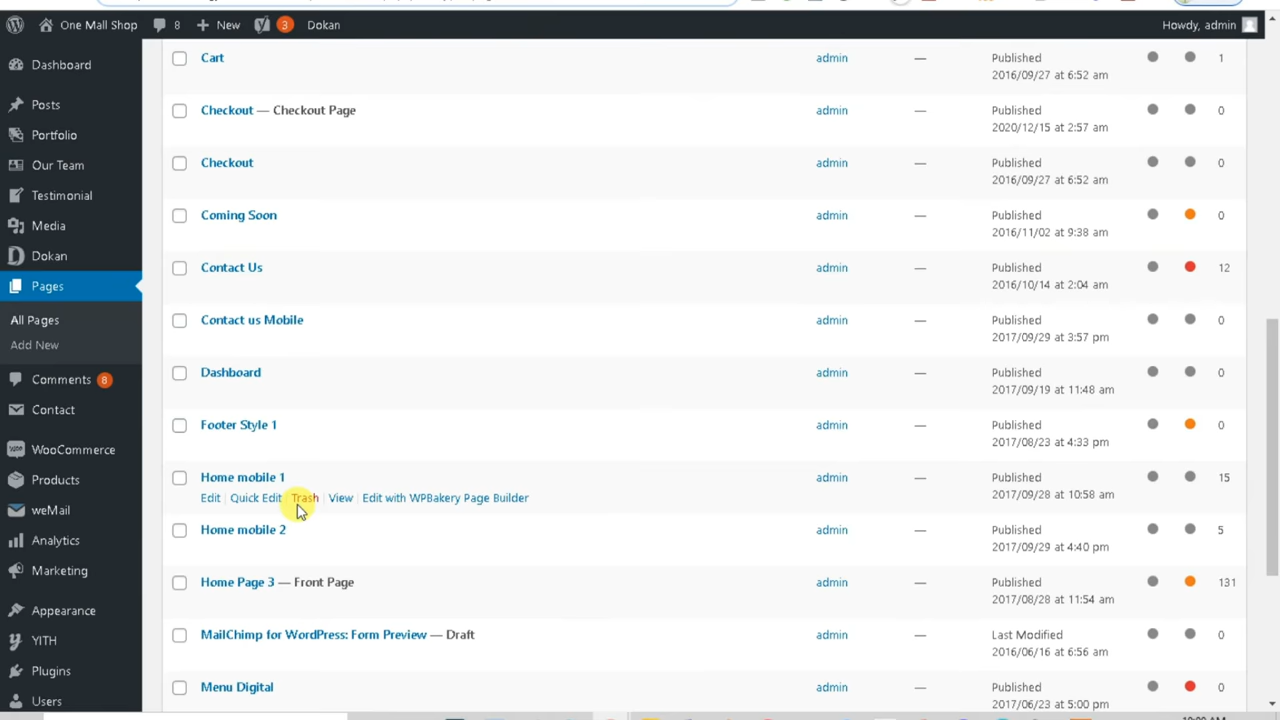 One Mall Shop 8 New 3 Dokan Howdy, admin
Dashboard
Posts
Portfolio
Our Team
Testimonial
Media
Dokan
Pages
All Pages
Add New
Comments 8
Contact
WooCommerce
Products
weMail
Analytics
Marketing
Appearance
YITH
Plugins
Users
Cart admin — Published 1
2016/09/27 at 6:52 am
Checkout — Checkout Page admin — Published 0
2020/12/15 at 2:57 am
Checkout admin — Published 0
2016/09/27 at 6:52 am
Coming Soon admin — Published 0
2016/11/02 at 9:38 am
Contact Us admin — Published 12
2016/10/14 at 2:04 am
Contact us Mobile admin — Published 0
2017/09/29 at 3:57 pm
Dashboard admin — Published 0
2017/09/19 at 11:48 am
Footer Style 1 admin — Published 0
2017/08/23 at 4:33 pm
Home mobile 1 admin — Published 15
Edit | Quick Edit | Trash | View | Edit with WPBakery Page Builder 2017/09/28 at 10:58 am
Home mobile 2 admin — Published 5
2017/09/29 at 4:40 pm
Home Page 3 — Front Page admin — Published 131
2017/08/28 at 11:54 am
MailChimp for WordPress: Form Preview — Draft admin — Last Modified 0
2016/06/16 at 6:56 am
Menu Digital admin — Published 0
2017/06/23 at 5:00 pm